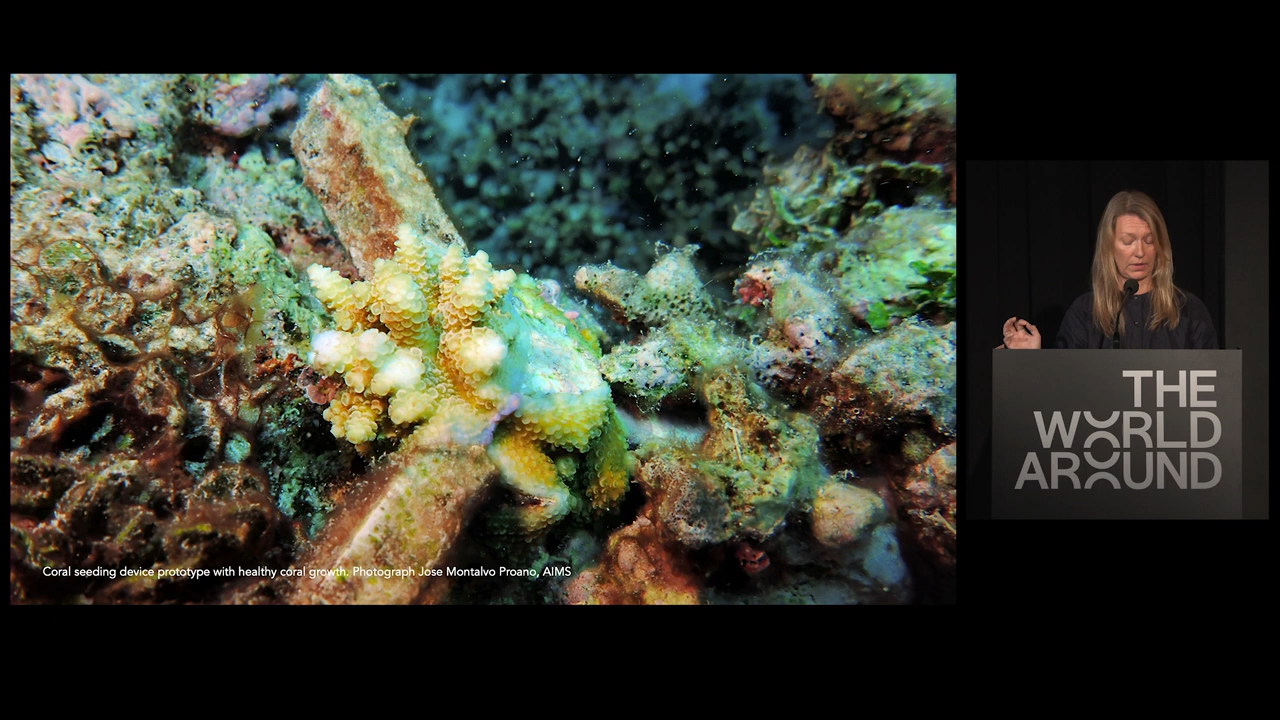 Coral seeding device prototype with healthy coral growth. Photograph Jose Montalvo Proano, AIMS
THE
WORLD
AROUND